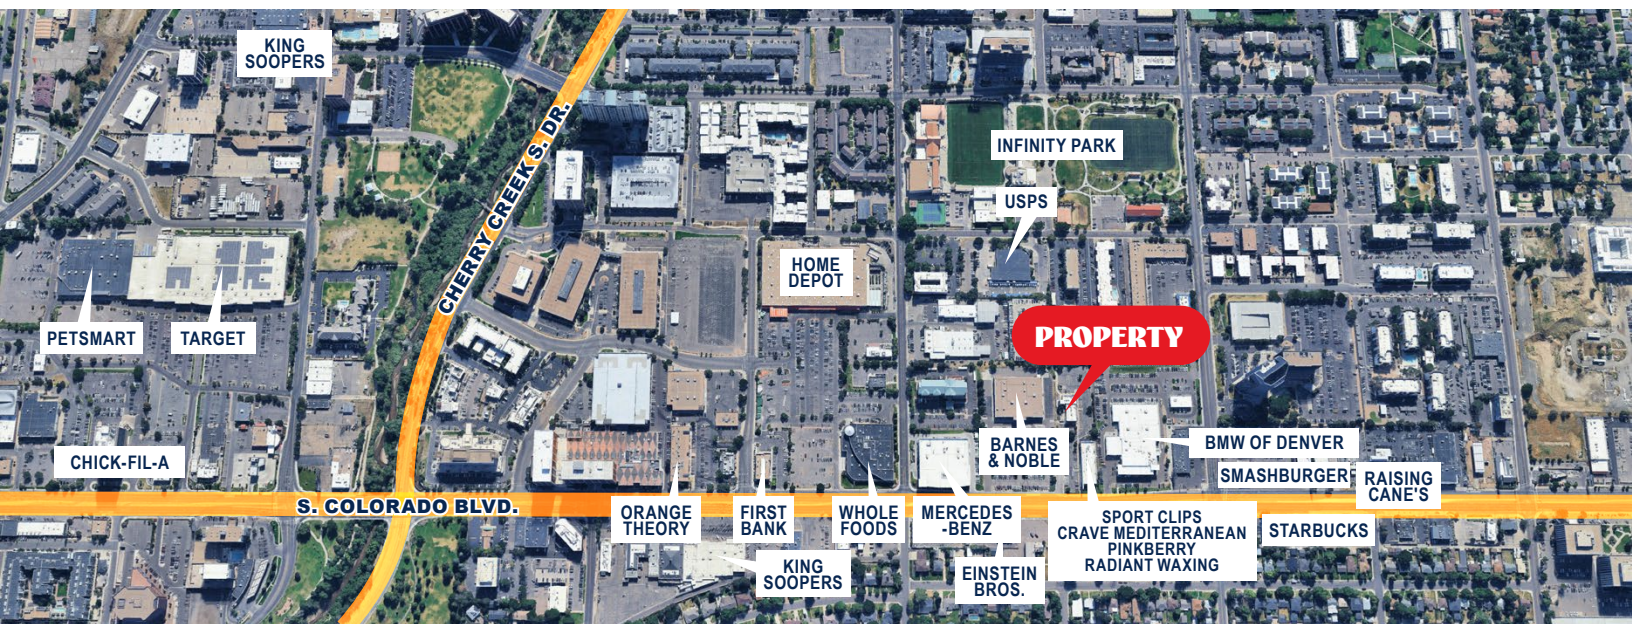 KING
SOOPERS
CHERRY CREEK S. DR.
INFINITY PARK
USPS
HOME
DEPOT
PETSMART
TARGET
PROPERTY
CHICK-FIL-A
BARNES
& NOBLE
BMW OF DENVER
SMASHBURGER
RAISING
CANE'S
S. COLORADO BLVD.
ORANGE
THEORY
FIRST
BANK
WHOLE
FOODS
MERCEDES
-BENZ
SPORT CLIPS
CRAVE MEDITERRANEAN
PINKBERRY
RADIANT WAXING
STARBUCKS
KING
SOOPERS
EINSTEIN
BROS.